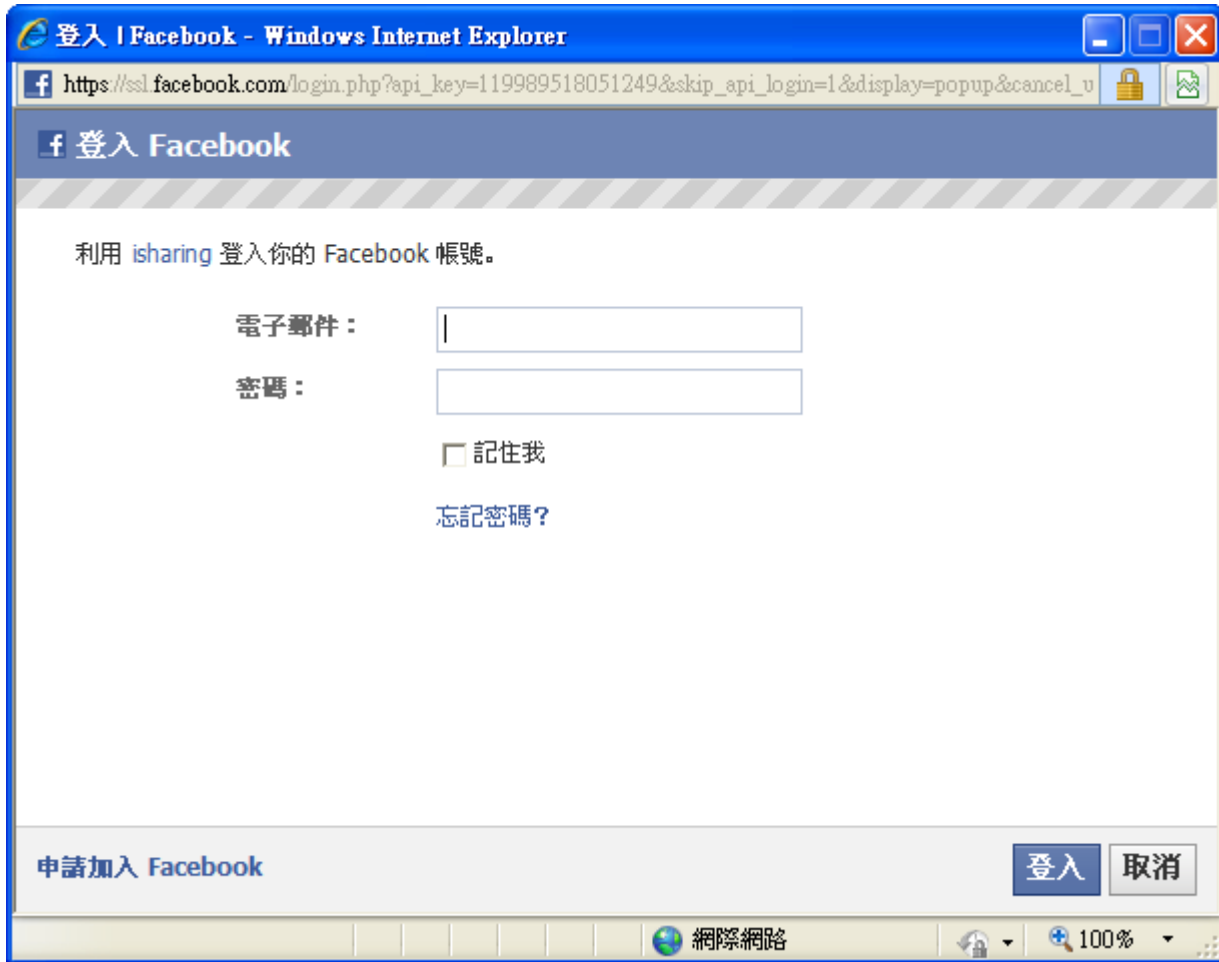 登入 | Facebook - Windows Internet Explorer
https://ssl.facebook.com/login.php?api_key=119989518051249&skip_api_login=1&display=popup&cancel_u
登入 Facebook
利用 isharing 登入你的 Facebook 帳號。
電子郵件：
密碼：
記住我
忘記密碼?
申請加入 Facebook
登入 取消
網際網路 100%